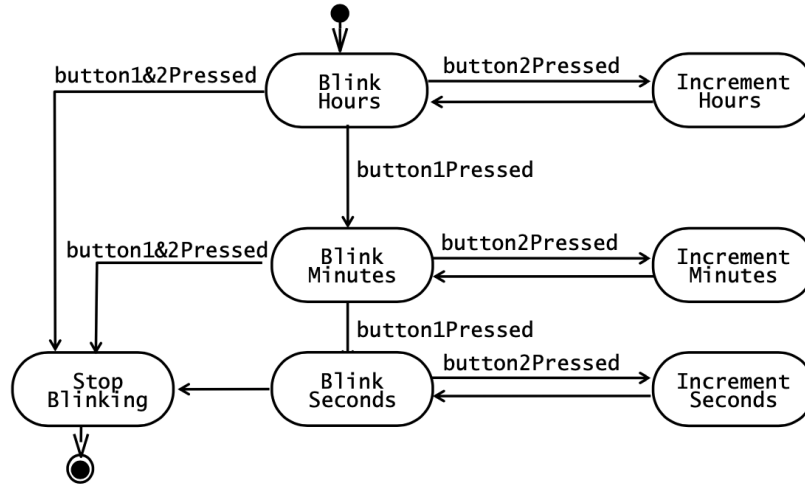 button1&2Pressed
Blink
Hours
button2Pressed
Increment
Hours
button1Pressed
button1&2Pressed
Blink
Minutes
button2Pressed
Increment
Minutes
button1Pressed
Stop
Blinking
Blink
Seconds
button2Pressed
Increment
Seconds